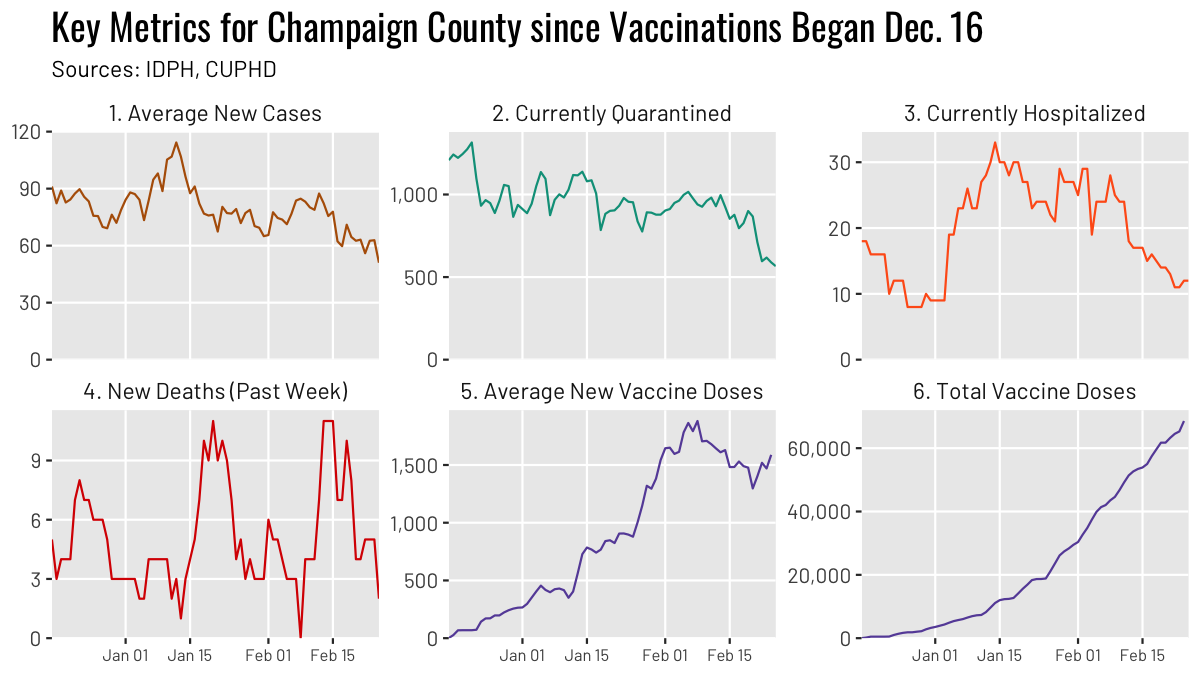 Key Metrics for Champaign County since Vaccinations Began Dec. 16
Sources: IDPH, CUPHD
1. Average New Cases
120
90
60
30
0
2. Currently Quarantined
1,000
500
0
3. Currently Hospitalized
30
20
10
0
4. New Deaths (Past Week)
9
6
3
0
Jan 01 Jan 15 Feb 01 Feb 15
5. Average New Vaccine Doses
1,500
1,000
500
0
Jan 01 Jan 15 Feb 01 Feb 15
6. Total Vaccine Doses
60,000
40,000
20,000
0
Jan 01 Jan 15 Feb 01 Feb 15